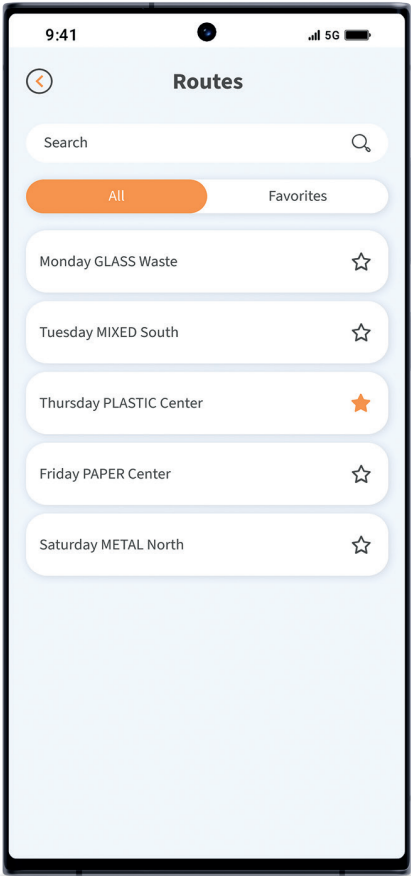 9:41
5G
Routes
Search
All Favorites
Monday GLASS Waste
Tuesday MIXED South
Thursday PLASTIC Center
Friday PAPER Center
Saturday METAL North